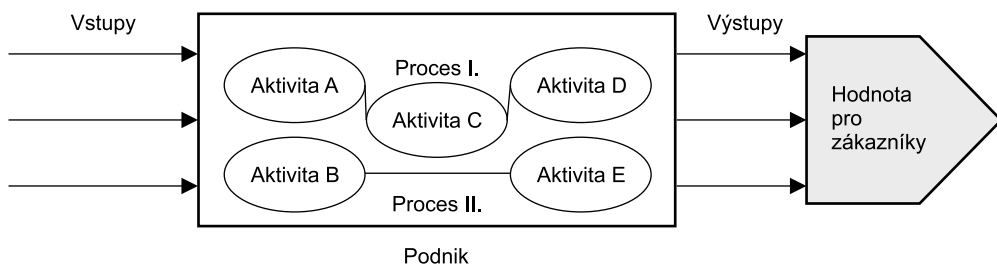 Vstupy
Výstupy
Proces I.
Aktivita A
Aktivita D
Aktivita C
Hodnota
pro
zákazníky
Aktivita B
Aktivita E
Proces II.
Podnik